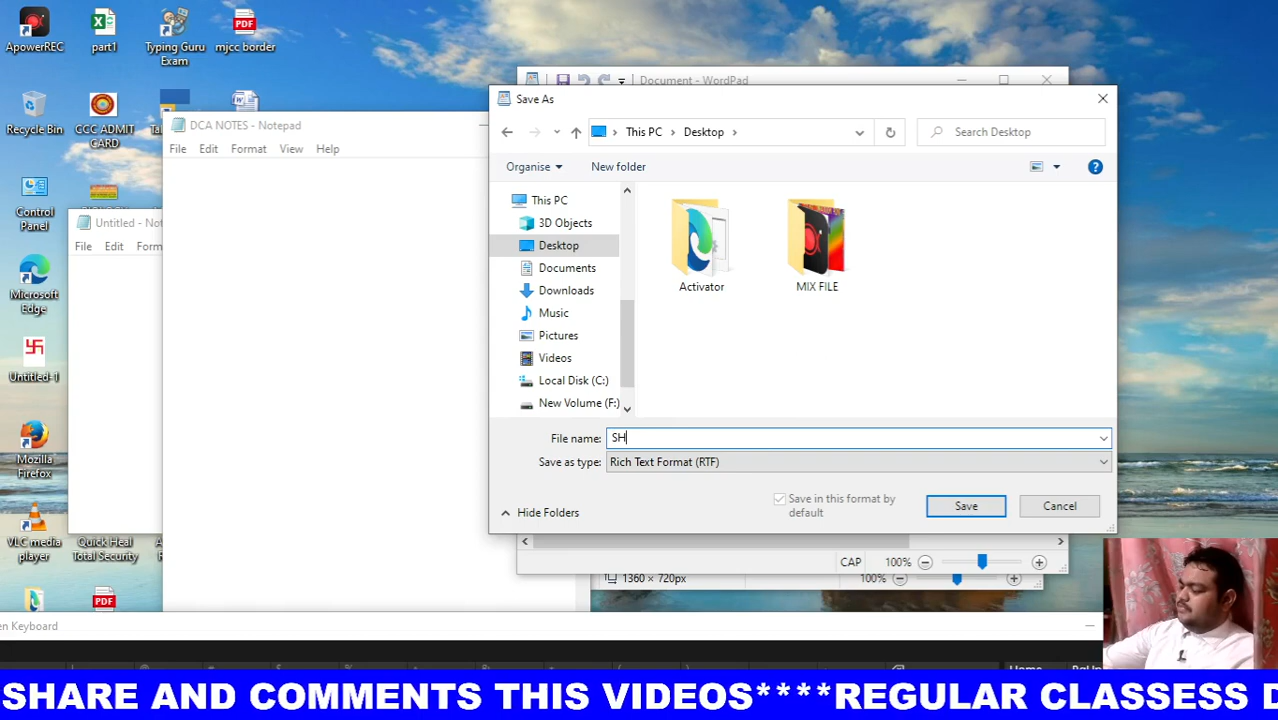 ApowerREC
part1
Typing Guru
Exam
mjcc border
Recycle Bin
CCC ADMIT
CARD
Control
Panel
Microsoft
Edge
Untitled-1
Mozilla
Firefox
VLC media
player
Quick Heal
Total Security
Untitled - No
File Edit Form
DCA NOTES - Notepad
File Edit Format View Help
Document - WordPad
Save As
This PC Desktop
Search Desktop
Organise New folder
This PC
3D Objects
Desktop
Documents
Downloads
Music
Pictures
Videos
Local Disk (C:)
New Volume (F:)
Activator
MIX FILE
File name: SH
Save as type: Rich Text Format (RTF)
Save in this format by
default
Save Cancel
Hide Folders
CAP 100%
1360 × 720px 100%
en Keyboard
Home PgUp
SHARE AND COMMENTS THIS VIDEOS****REGULAR CLASSESS D